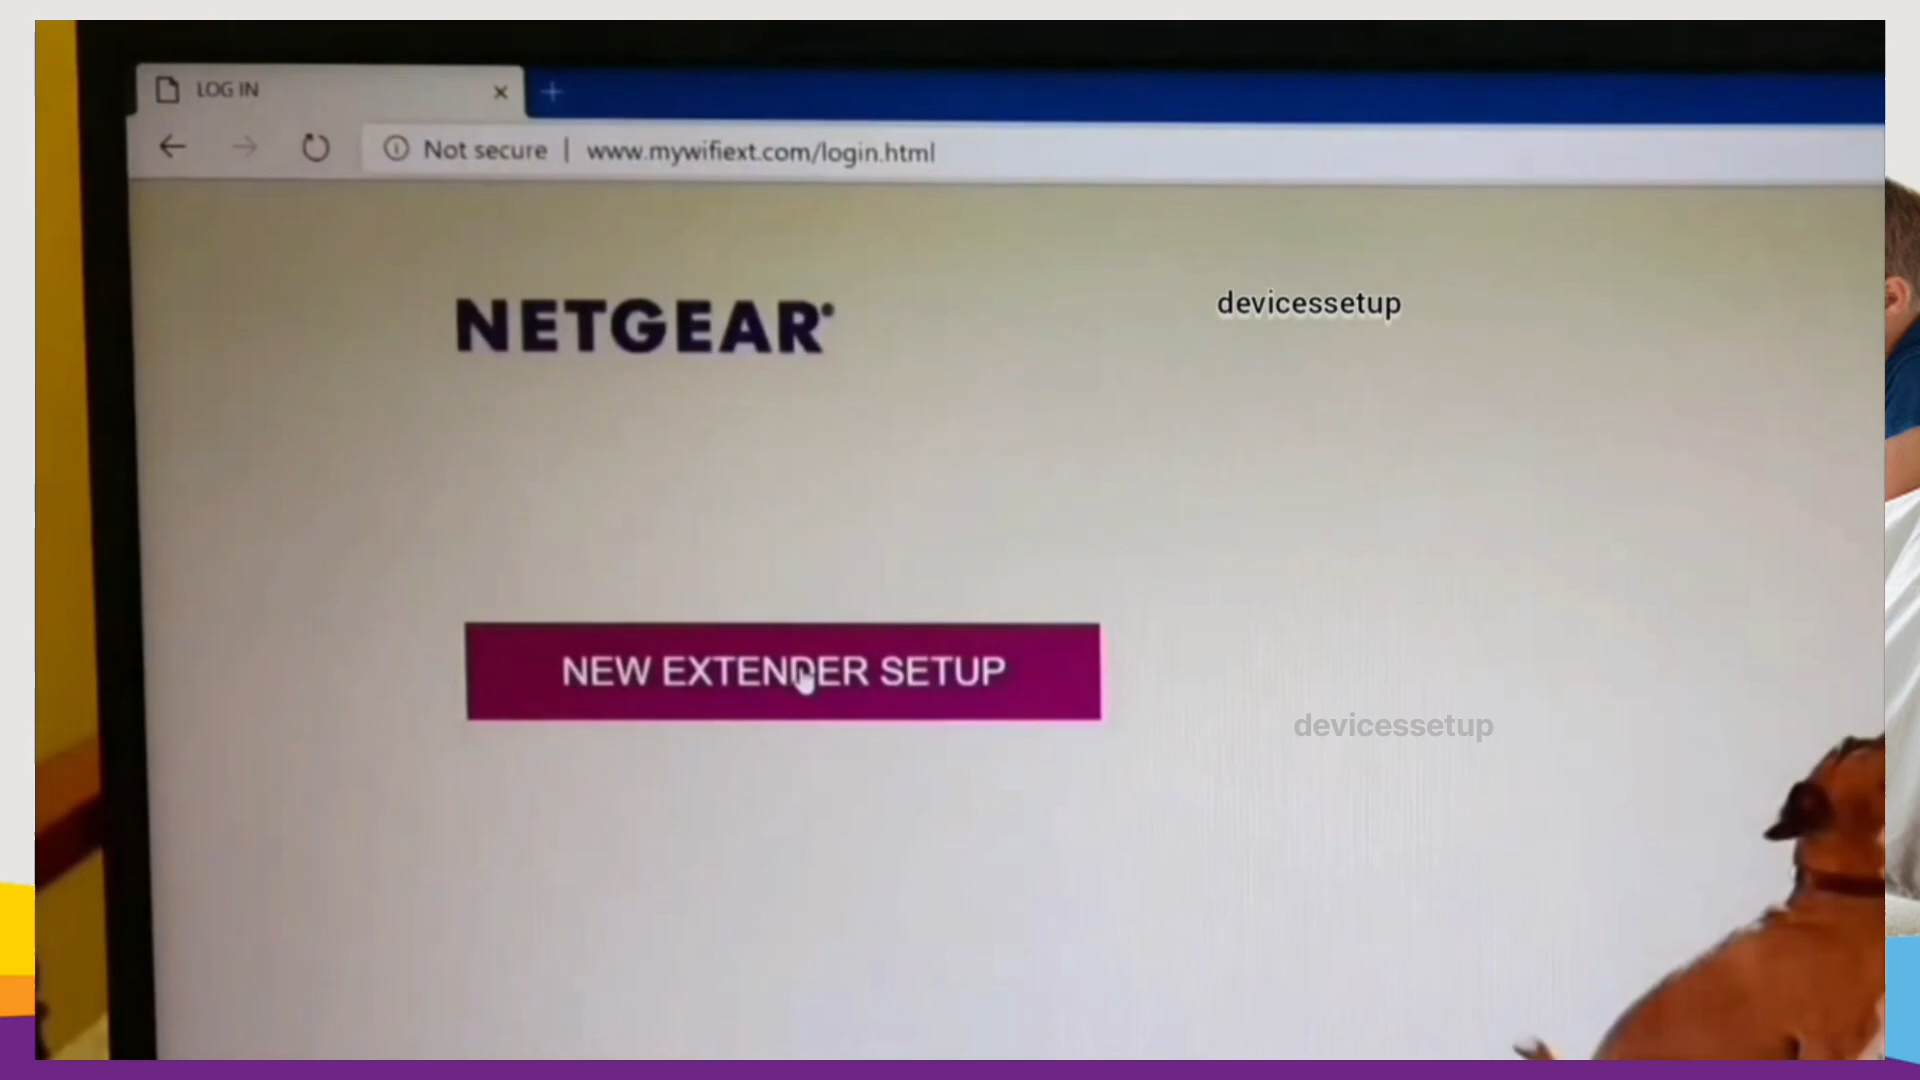 LOG IN
Not secure | www.mywifiext.com/login.html
NETGEAR
devicessetup
NEW EXTENDER SETUP
devicessetup